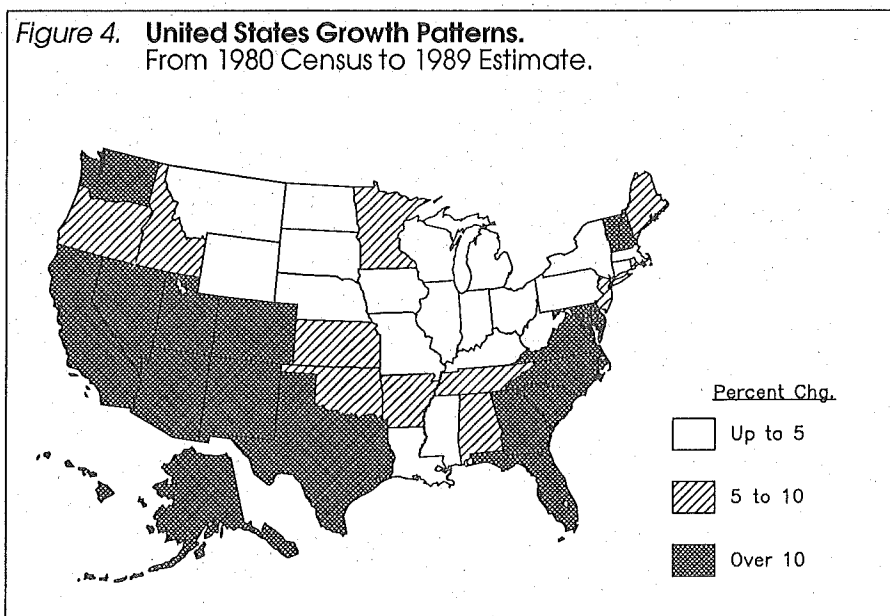 Figure 4. United States Growth Patterns.
From 1980 Census to 1989 Estimate.
Percent Chg.
Up to 5
5 to 10
Over 10